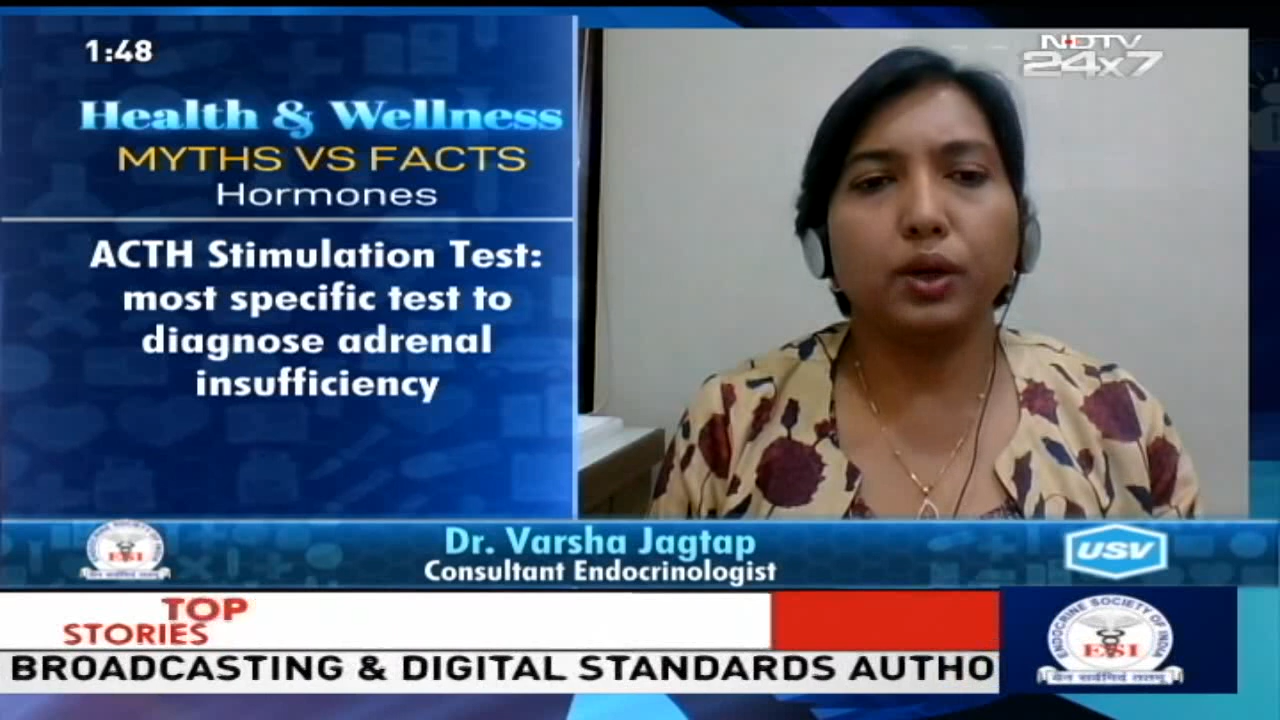 1:48
NDTV
24x7
Health & Wellness
MYTHS VS FACTS
Hormones
ACTH Stimulation Test:
most specific test to
diagnose adrenal
insufficiency
Dr. Varsha Jagtap
Consultant Endocrinologist
ESI
USV
TOP
STORIES
BROADCASTING & DIGITAL STANDARDS AUTHO
ENDOCRINE SOCIETY OF INDIA
ESI